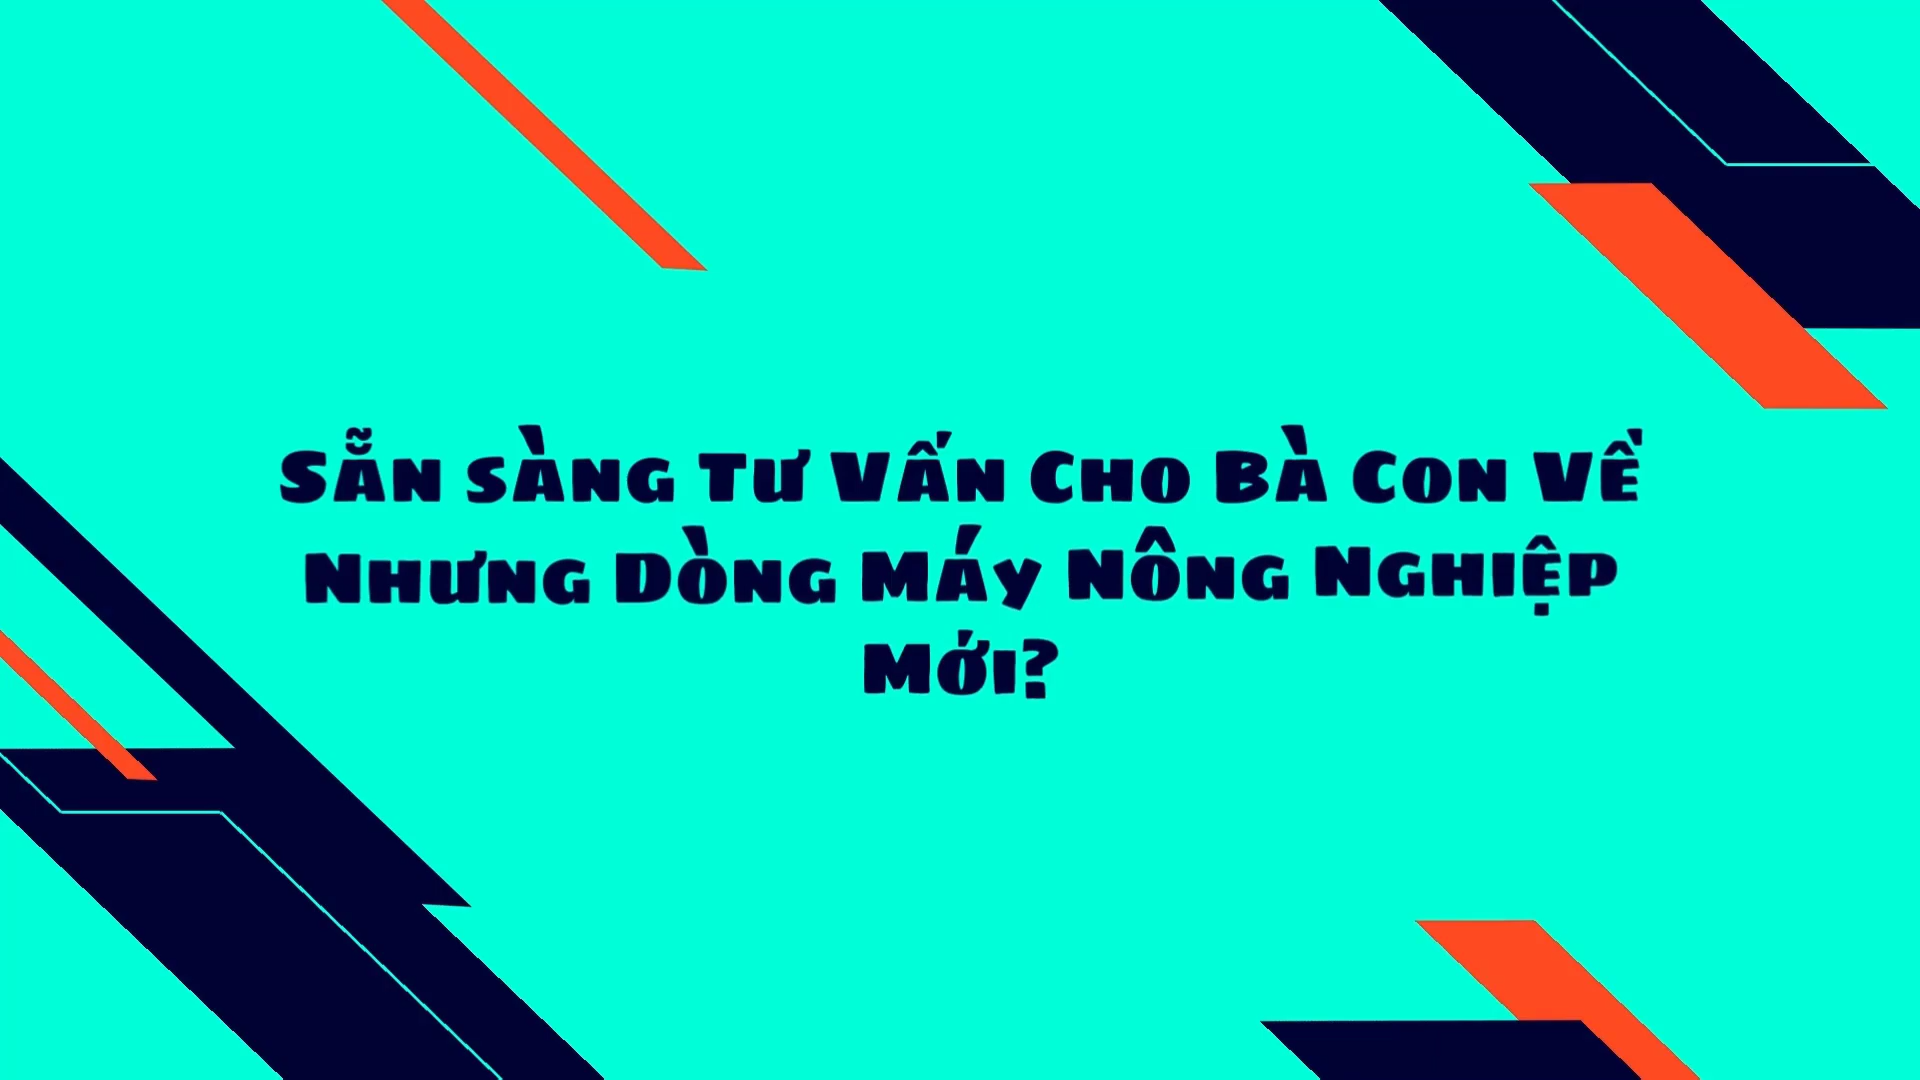 Sẵn sàng Tư Vấn Cho Bà Con Về
Nhưng Dòng Máy Nông Nghiệp
Mới?